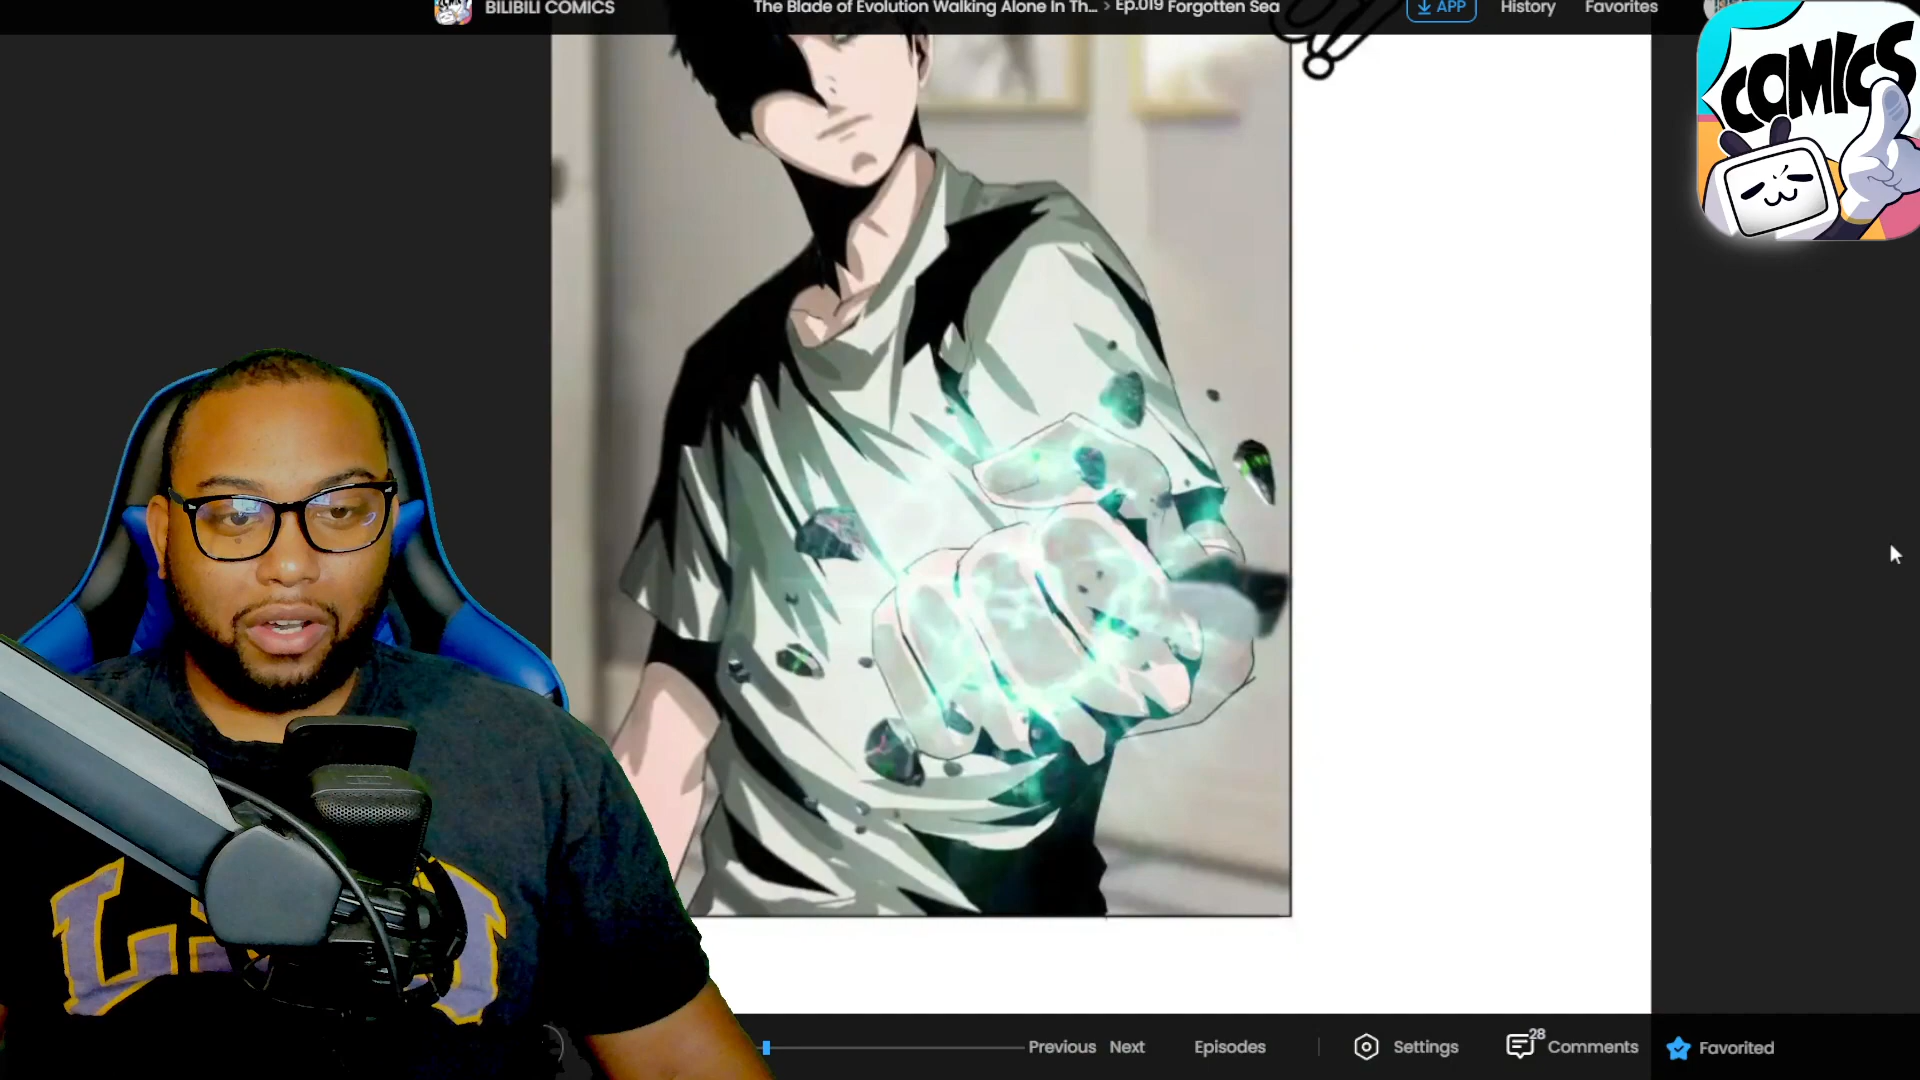 BILIBILI COMICS
The Blade of Evolution Walking Alone In Th... > Ep.019 Forgotten Sea
APP
History
Favorites
COMICS
Previous
Next
Episodes
Settings
28
Comments
Favorited